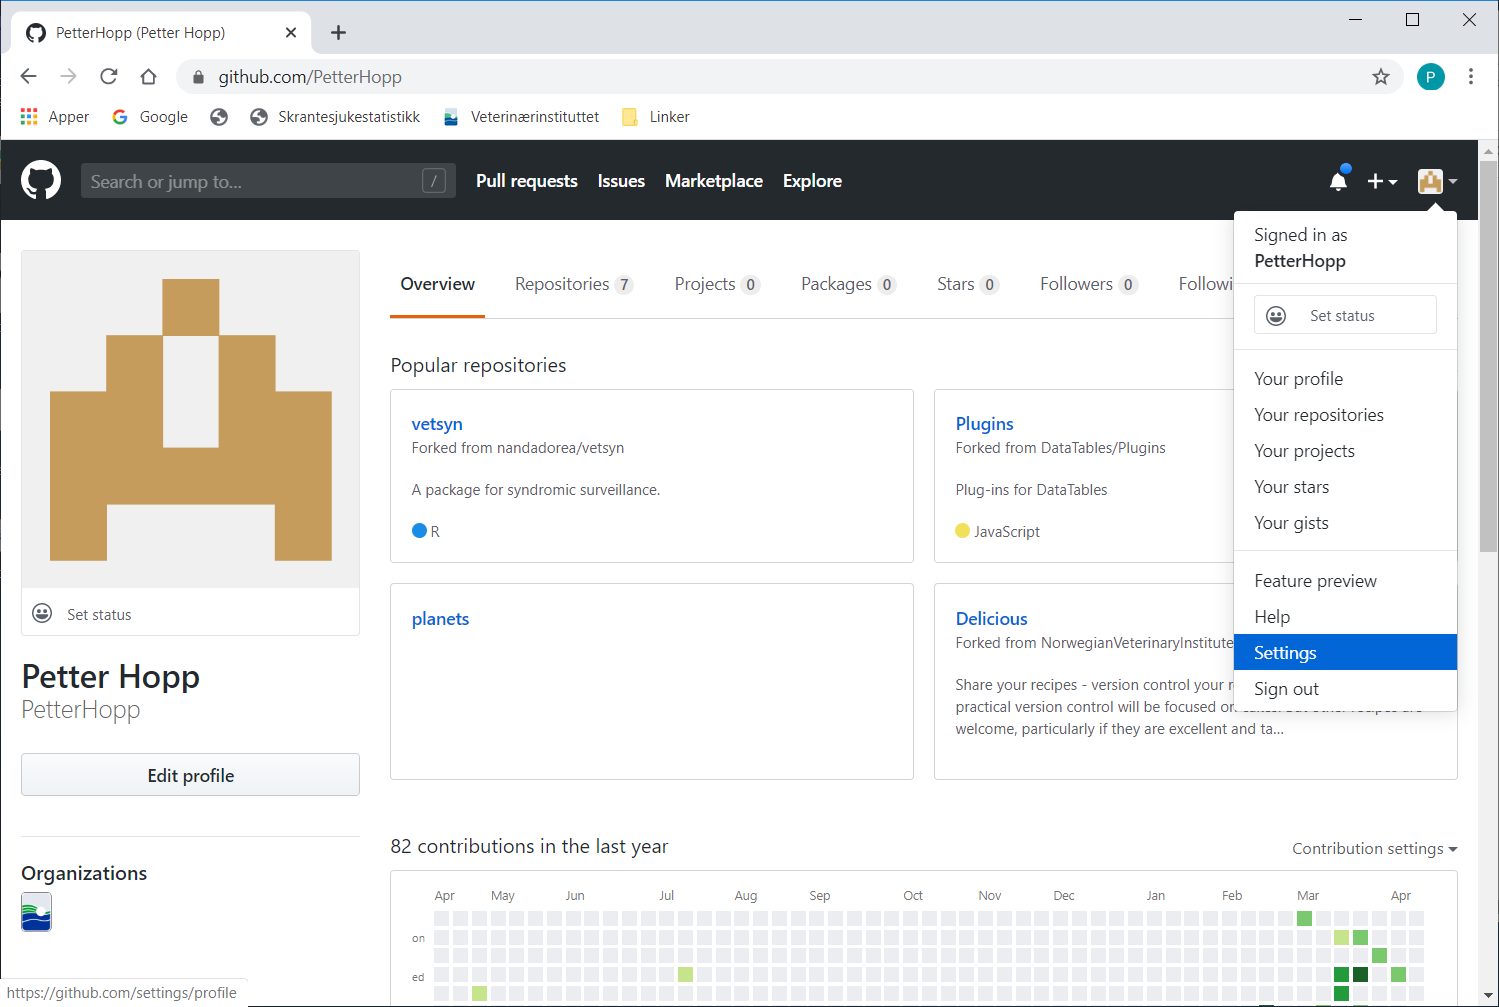 PetterHopp (Petter Hopp)
github.com/PetterHopp
P
Apper
Google
Skrantesjukestatistikk
Veterinærinstituttet
Linker
Search or jump to...
/
Pull requests
Issues
Marketplace
Explore
Signed in as
PetterHopp
Set status
Your profile
Your repositories
Your projects
Your stars
Your gists
Feature preview
Help
Settings
Sign out
Overview
Repositories 7
Projects 0
Packages 0
Stars 0
Followers 0
Followi
Set status
Petter Hopp
PetterHopp
Edit profile
Organizations
Popular repositories
vetsyn
Forked from nandadorea/vetsyn
A package for syndromic surveillance.
R
Plugins
Forked from DataTables/Plugins
Plug-ins for DataTables
JavaScript
planets
Delicious
Forked from NorwegianVeterinaryInstitute
Share your recipes - version control your r
practical version control will be focused on
welcome, particularly if they are excellent and ta...
82 contributions in the last year
Contribution settings
Apr May Jun Jul Aug Sep Oct Nov Dec Jan Feb Mar Apr
on
ed
https://github.com/settings/profile